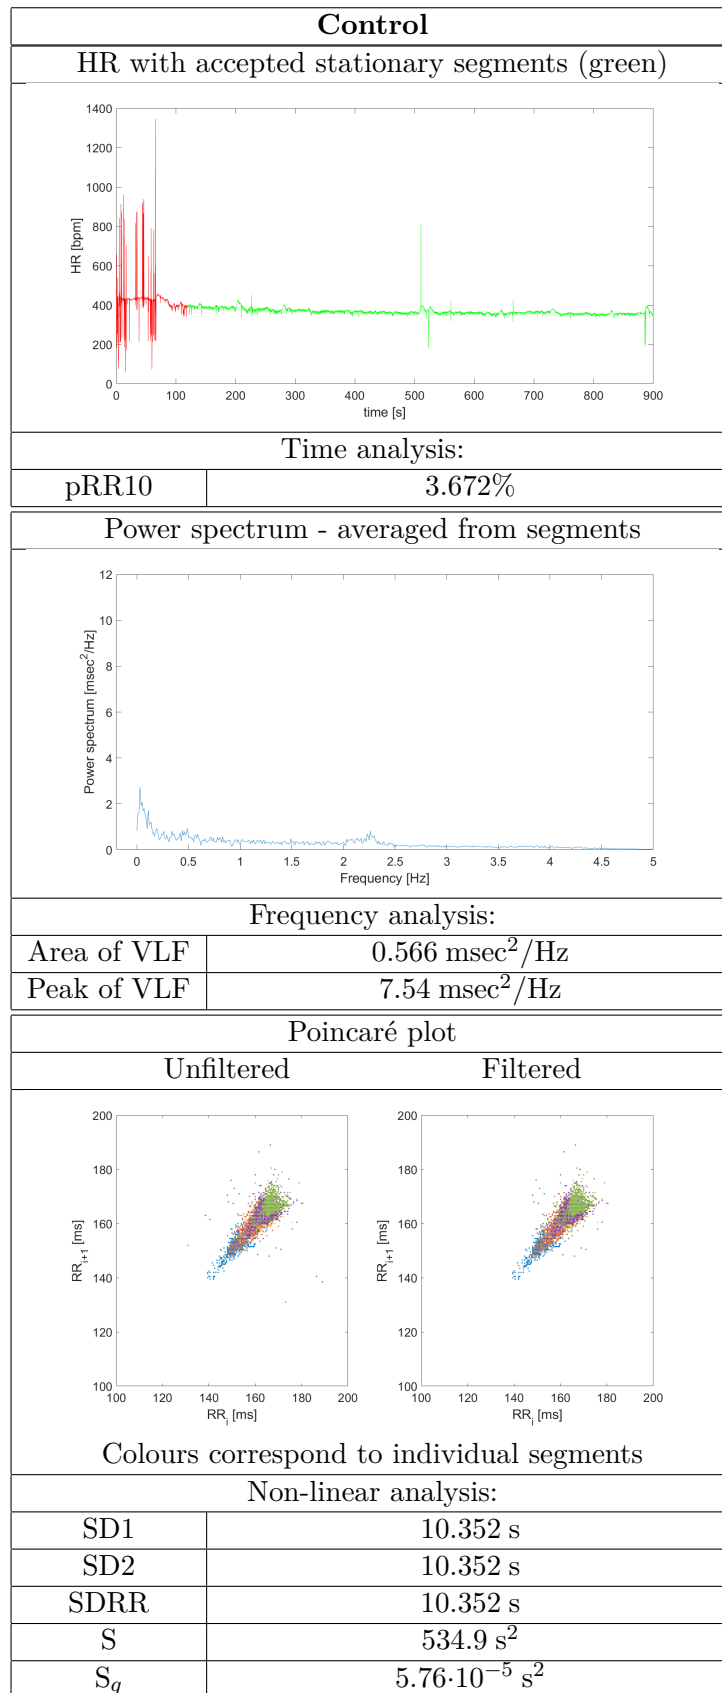 Control
HR with accepted stationary segments (green)
1400
1200
1000
800
600
400
200
0
HR [bpm]
0 100 200 300 400 500 600 700 800 900
time [s]
Time analysis:
pRR10 3.672%
Power spectrum - averaged from segments
12
10
8
6
4
2
0
Power spectrum [msec²/Hz]
0 0.5 1 1.5 2 2.5 3 3.5 4 4.5 5
Frequency [Hz]
Frequency analysis:
Area of VLF 0.566 msec²/Hz
Peak of VLF 7.54 msec²/Hz
Poincaré plot
Unfiltered Filtered
200
180
160
140
120
100
RRᵢ₊₁ [ms]
100 120 140 160 180 200
RRᵢ [ms]
200
180
160
140
120
100
RRᵢ₊₁ [ms]
100 120 140 160 180 200
RRᵢ [ms]
Colours correspond to individual segments
Non-linear analysis:
SD1 10.352 s
SD2 10.352 s
SDRR 10.352 s
S 534.9 s²
S_q 5.76·10⁻⁵ s²